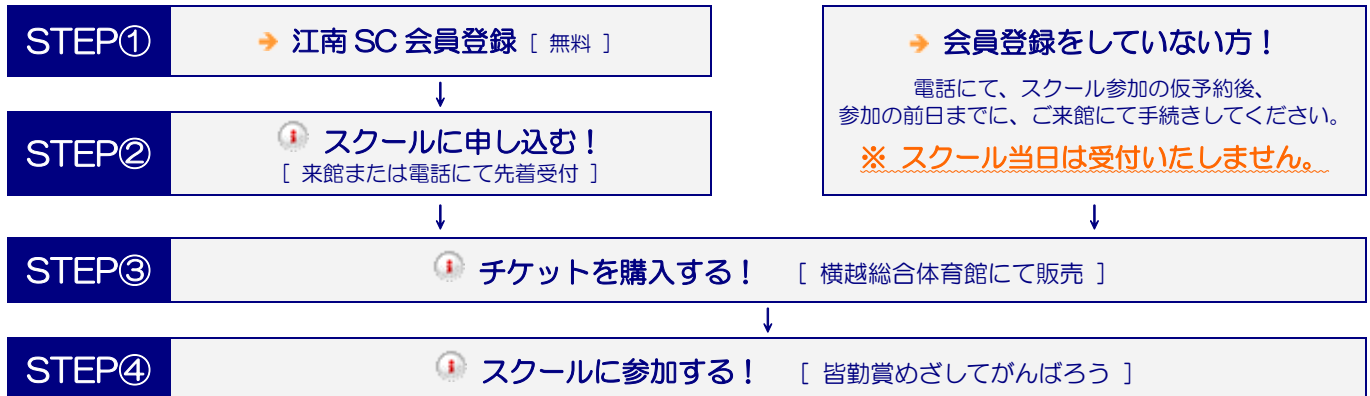 STEP① 江南 SC 会員登録 [ 無料 ]
STEP② スクールに申し込む！
[ 来館または電話にて先着受付 ]
会員登録をしていない方！
電話にて、スクール参加の仮予約後、
参加の前日までに、ご来館にて手続きしてください。
※ スクール当日は受付いたしません。
STEP③ チケットを購入する！ [ 横越総合体育館にて販売 ]
STEP④ スクールに参加する！ [ 皆勤賞めざしてがんばろう ]